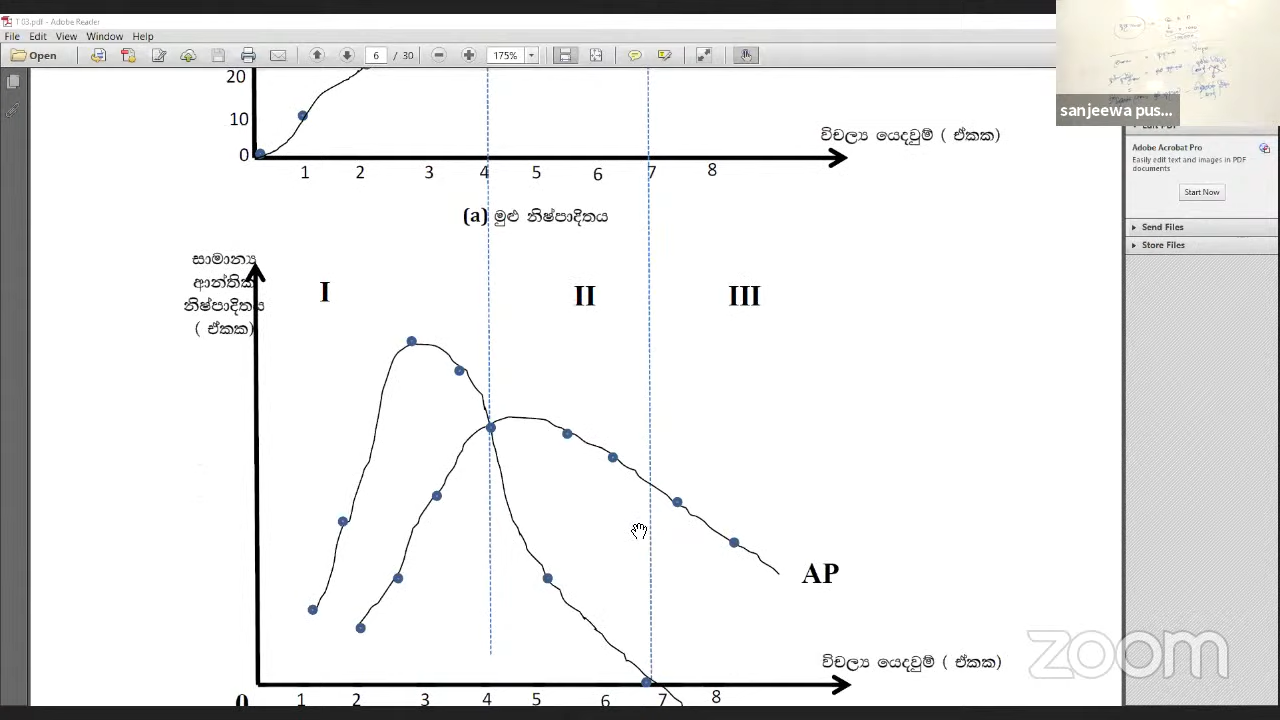 T 03.pdf - Adobe Reader
File Edit View Window Help
Open 6 / 30 175%
sanjeewa pus...
Adobe Acrobat Pro
Easily edit text and images in PDF
documents
Start Now
Send Files
Store Files
20
10
0
විචල්‍ය යෙදවුම් ( ඒකක)
1 2 3 4 5 6 7 8
(a) මුළු නිෂ්පාදිතය
සාමාන්‍ය
ආන්තික
නිෂ්පාදිතය
( ඒකක)
I II III
AP
විචල්‍ය යෙදවුම් ( ඒකක)
0 1 2 3 4 5 6 7 8
zoom